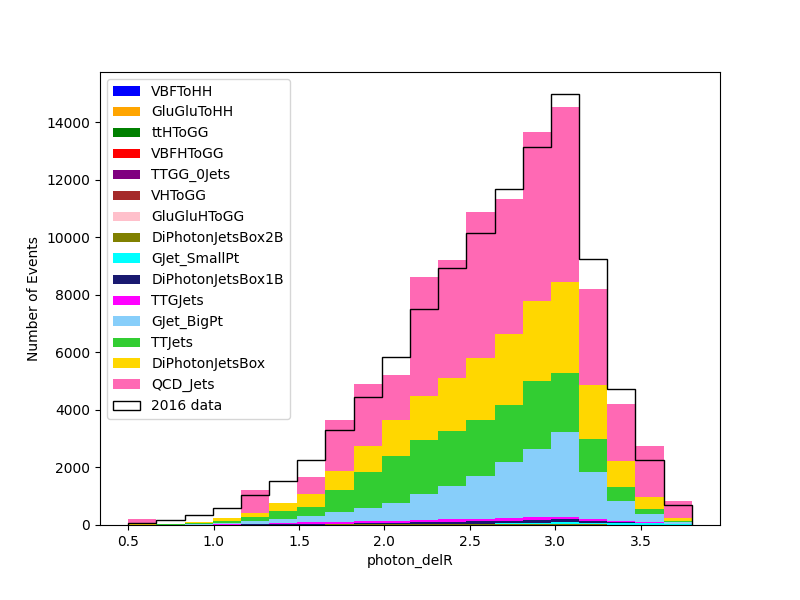 VBFToHH
GluGluToHH
ttHToGG
VBFHToGG
TTGG_0Jets
VHToGG
GluGluHToGG
DiPhotonJetsBox2B
GJet_SmallPt
DiPhotonJetsBox1B
TTGJets
GJet_BigPt
TTJets
DiPhotonJetsBox
QCD_Jets
2016 data
Number of Events
14000
12000
10000
8000
6000
4000
2000
0
0.5 1.0 1.5 2.0 2.5 3.0 3.5
photon_delR